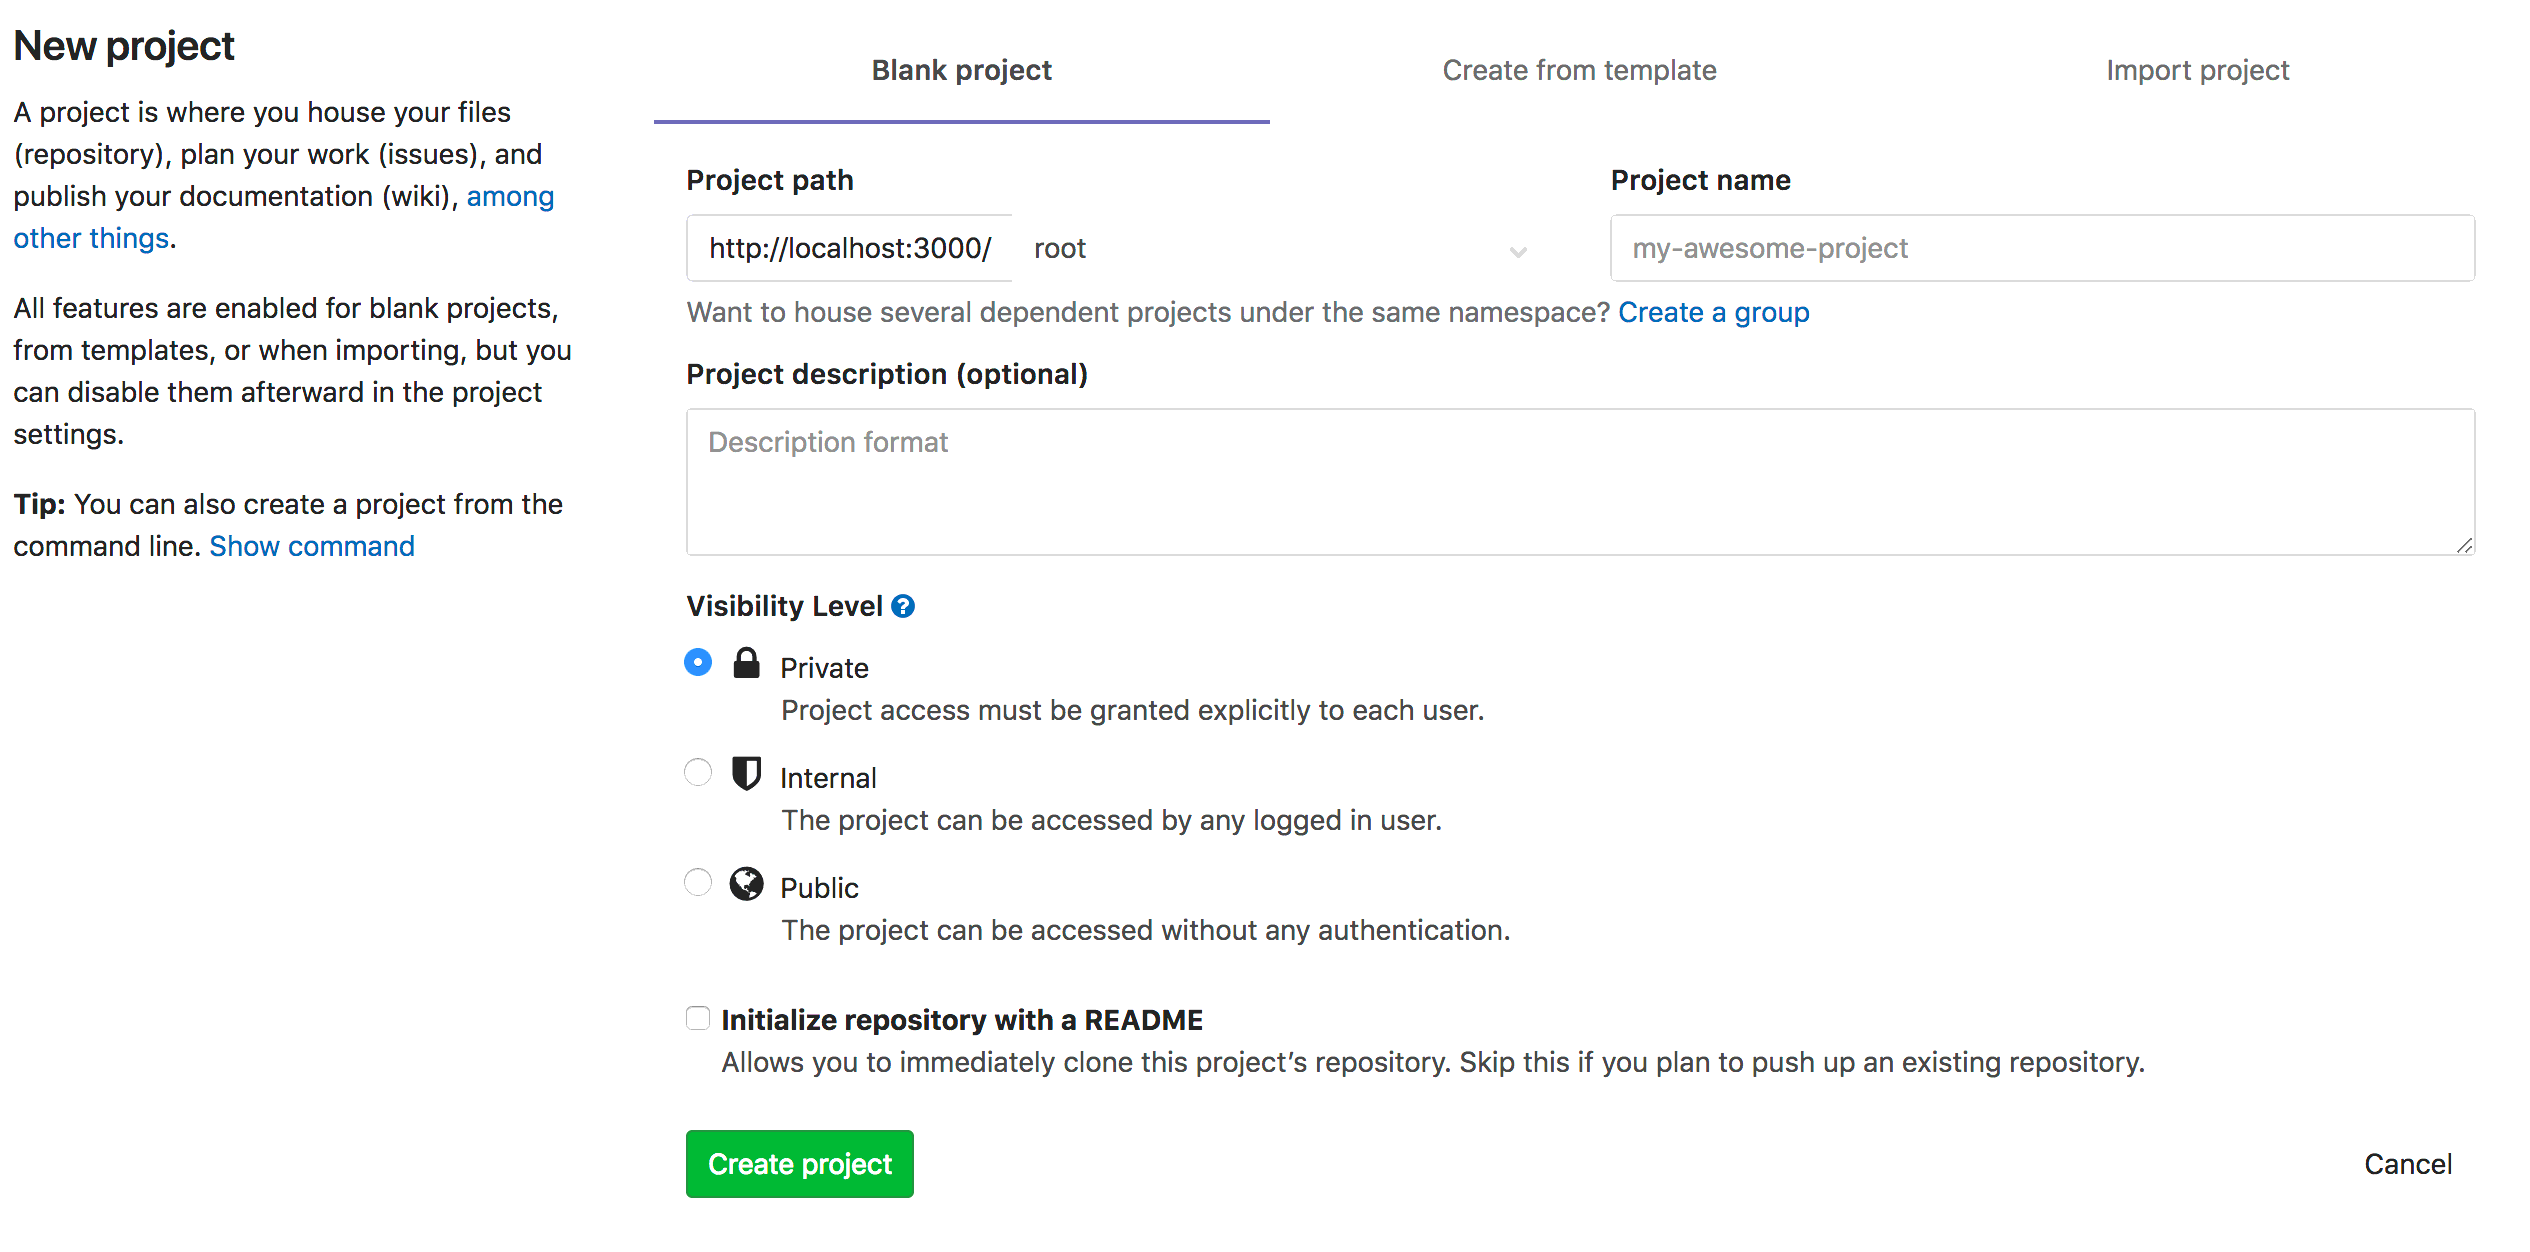 New project
A project is where you house your files
(repository), plan your work (issues), and
publish your documentation (wiki), among
other things.
All features are enabled for blank projects,
from templates, or when importing, but you
can disable them afterward in the project
settings.
Tip: You can also create a project from the
command line. Show command
Blank project
Create from template
Import project
Project path
Project name
http://localhost:3000/ root
my-awesome-project
Want to house several dependent projects under the same namespace? Create a group
Project description (optional)
Description format
Visibility Level ?
Private
Project access must be granted explicitly to each user.
Internal
The project can be accessed by any logged in user.
Public
The project can be accessed without any authentication.
Initialize repository with a README
Allows you to immediately clone this project’s repository. Skip this if you plan to push up an existing repository.
Create project
Cancel